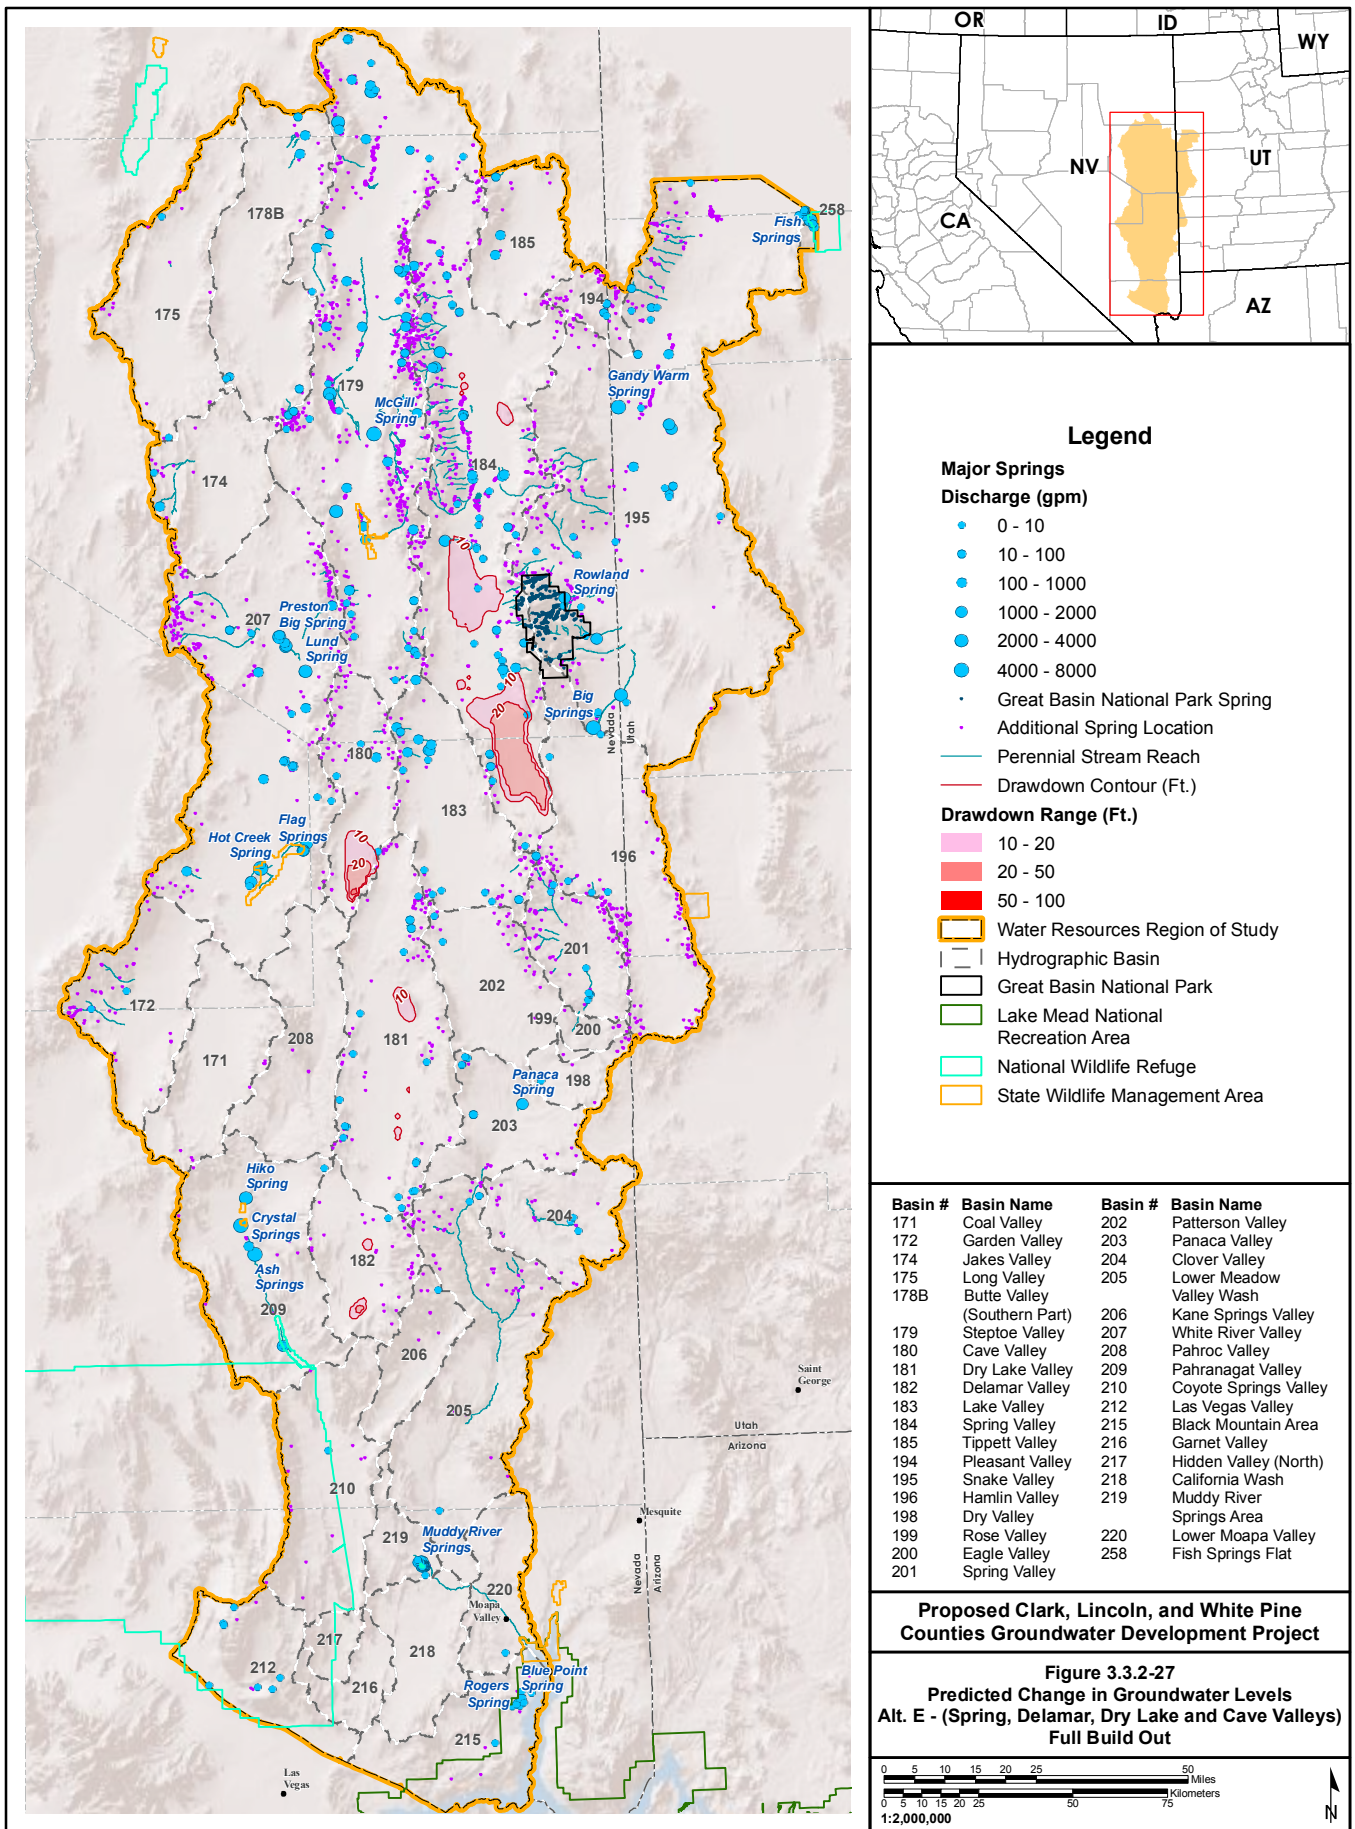 OR
ID
WY
NV
UT
CA
AZ
258
Fish
Springs
178B
185
175
194
179
Gandy Warm
Spring
McGill
Spring
184
174
195
10
Rowland
Spring
Preston
Big Spring
207
Lund
Spring
10
20
Big
Springs
Nevada
Utah
180
183
Flag
Springs
Hot Creek
Spring
10
20
196
201
202
10
172
199
200
208
181
171
Panaca
Spring
198
203
Hiko
Spring
Crystal
Springs
204
182
Ash
Springs
209
206
Saint
George
205
Utah
Arizona
210
Mesquite
219
Muddy River
Springs
Nevada
Arizona
220
Moapa
Valley
217
218
212
216
Blue Point
Spring
Rogers
Spring
215
Las
Vegas
Legend
Major Springs
Discharge (gpm)
0 - 10
10 - 100
100 - 1000
1000 - 2000
2000 - 4000
4000 - 8000
Great Basin National Park Spring
Additional Spring Location
Perennial Stream Reach
Drawdown Contour (Ft.)
Drawdown Range (Ft.)
10 - 20
20 - 50
50 - 100
Water Resources Region of Study
Hydrographic Basin
Great Basin National Park
Lake Mead National
Recreation Area
National Wildlife Refuge
State Wildlife Management Area
Basin # Basin Name Basin # Basin Name
171 Coal Valley 202 Patterson Valley
172 Garden Valley 203 Panaca Valley
174 Jakes Valley 204 Clover Valley
175 Long Valley 205 Lower Meadow
178B Butte Valley Valley Wash
(Southern Part) 206 Kane Springs Valley
179 Steptoe Valley 207 White River Valley
180 Cave Valley 208 Pahroc Valley
181 Dry Lake Valley 209 Pahranagat Valley
182 Delamar Valley 210 Coyote Springs Valley
183 Lake Valley 212 Las Vegas Valley
184 Spring Valley 215 Black Mountain Area
185 Tippett Valley 216 Garnet Valley
194 Pleasant Valley 217 Hidden Valley (North)
195 Snake Valley 218 California Wash
196 Hamlin Valley 219 Muddy River
198 Dry Valley Springs Area
199 Rose Valley 220 Lower Moapa Valley
200 Eagle Valley 258 Fish Springs Flat
201 Spring Valley
Proposed Clark, Lincoln, and White Pine
Counties Groundwater Development Project
Figure 3.3.2-27
Predicted Change in Groundwater Levels
Alt. E - (Spring, Delamar, Dry Lake and Cave Valleys)
Full Build Out
0 5 10 15 20 25 50
Miles
Kilometers
0 5 10 15 20 25 50 75
1:2,000,000
N